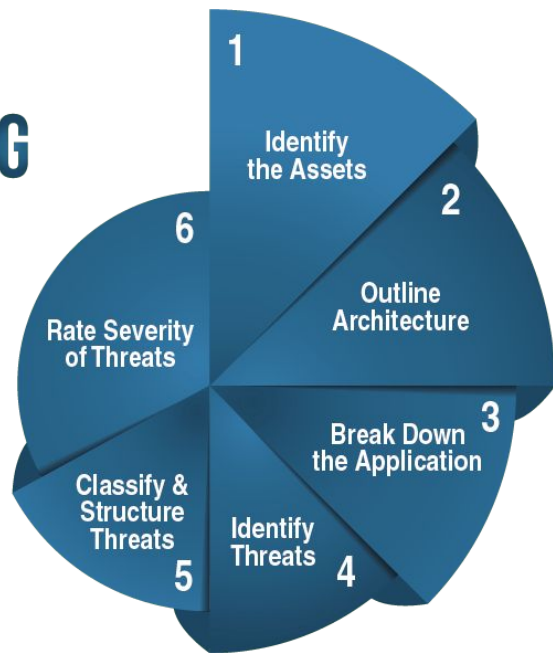 G
1
Identify
the Assets
2
Outline
Architecture
3
Break Down
the Application
Identify
Threats
4
Classify &
Structure
Threats
5
6
Rate Severity
of Threats